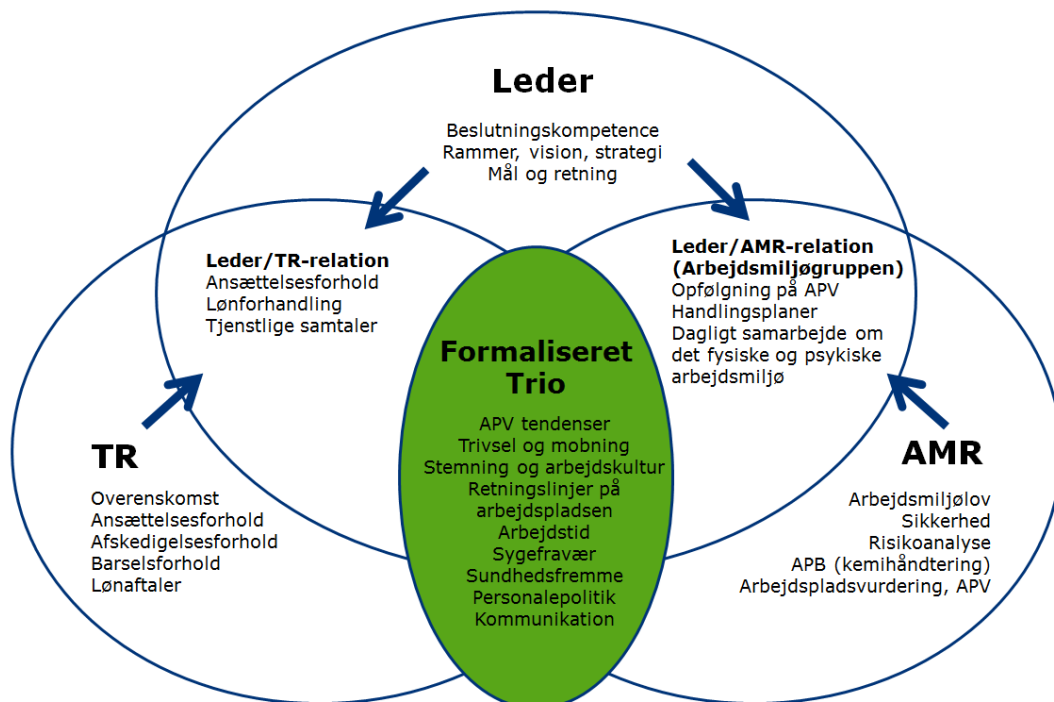 Leder
Beslutningskompetence
Rammer, vision, strategi
Mål og retning
Leder/TR-relation
Ansættelsesforhold
Lønforhandling
Tjenstlige samtaler
Leder/AMR-relation
(Arbejdsmiljøgruppen)
Opfølgning på APV
Handlingsplaner
Dagligt samarbejde om
det fysiske og psykiske
arbejdsmiljø
Formaliseret
Trio
APV tendenser
Trivsel og mobning
Stemning og arbejdskultur
Retningslinjer på
arbejdspladsen
Arbejdstid
Sygefravær
Sundhedsfremme
Personalepolitik
Kommunikation
TR
Overenskomst
Ansættelsesforhold
Afskedigelsesforhold
Barselsforhold
Lønaftaler
AMR
Arbejdsmiljølov
Sikkerhed
Risikoanalyse
APB (kemihåndtering)
Arbejdspladsvurdering, APV